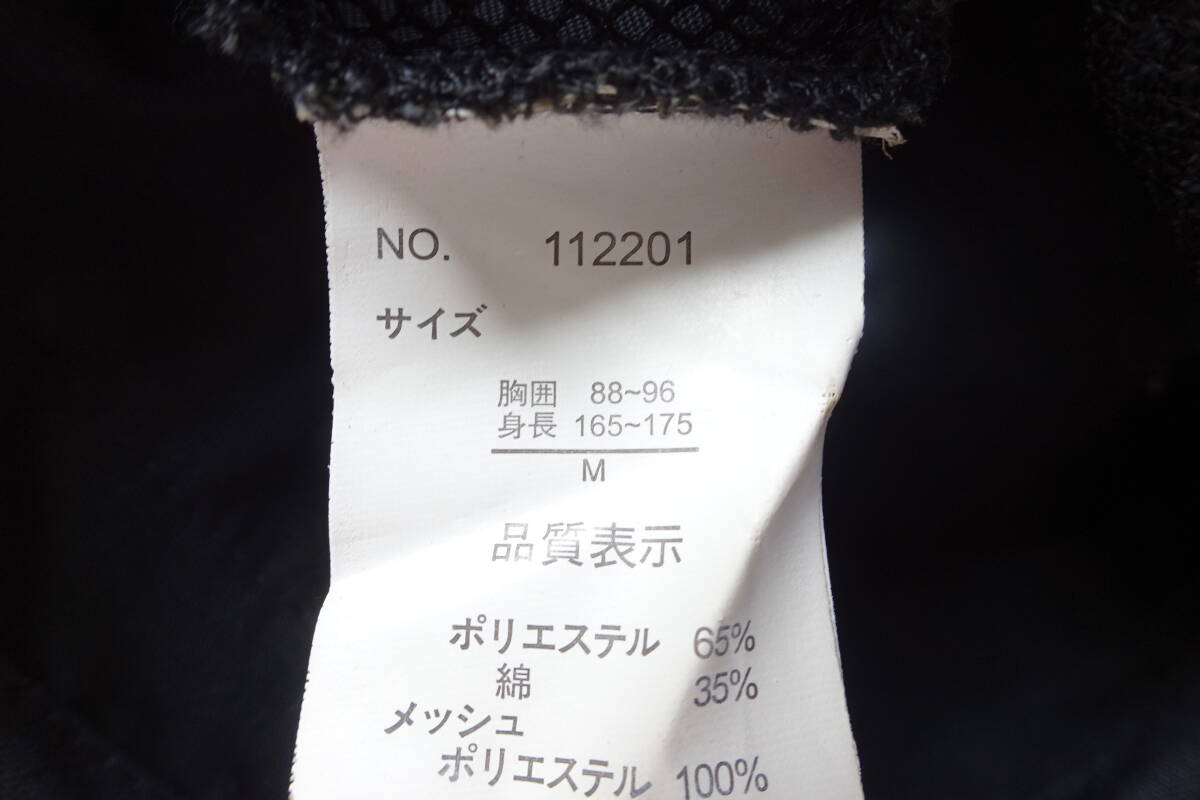 NO. 112201
サイズ
胸囲 88~96
身長 165~175
M
品質表示
ポリエステル 65%
綿 35%
メッシュ
ポリエステル 100%